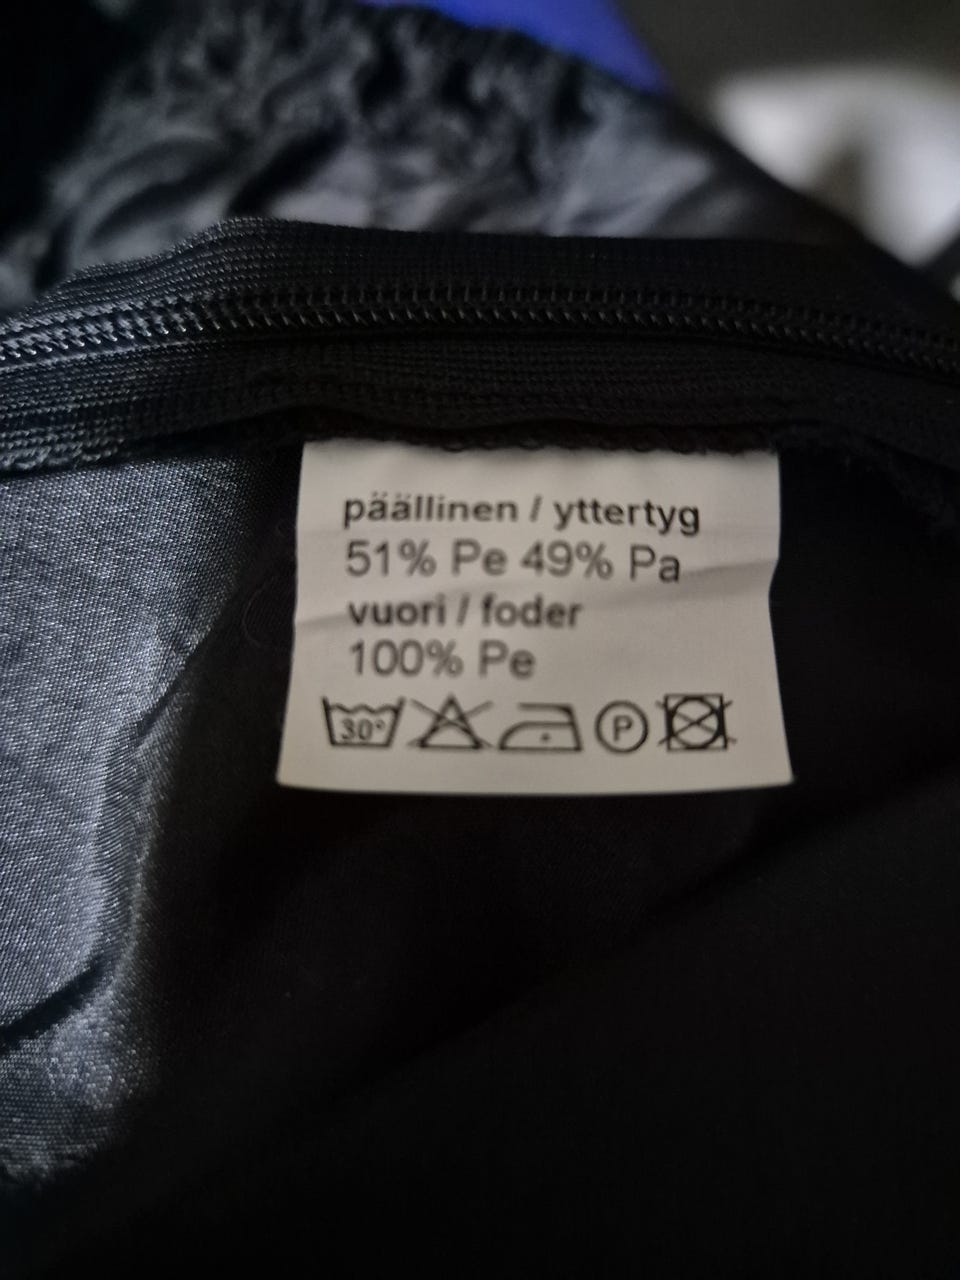 päällinen / yttertyg
51% Pe 49% Pa
vuori / foder
100% Pe
30°
P